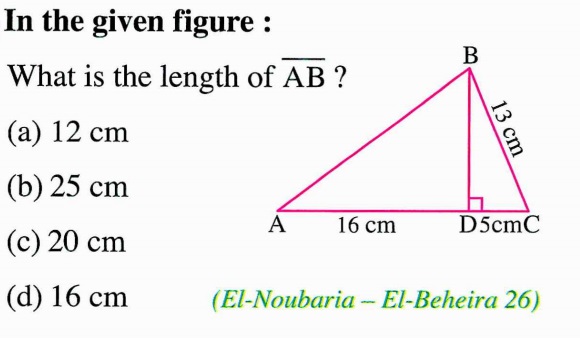 In the given figure :
What is the length of AB ?
(a) 12 cm
(b) 25 cm
(c) 20 cm
(d) 16 cm
B
13 cm
A
16 cm
D
5cm
C
(El-Noubaria – El-Beheira 26)